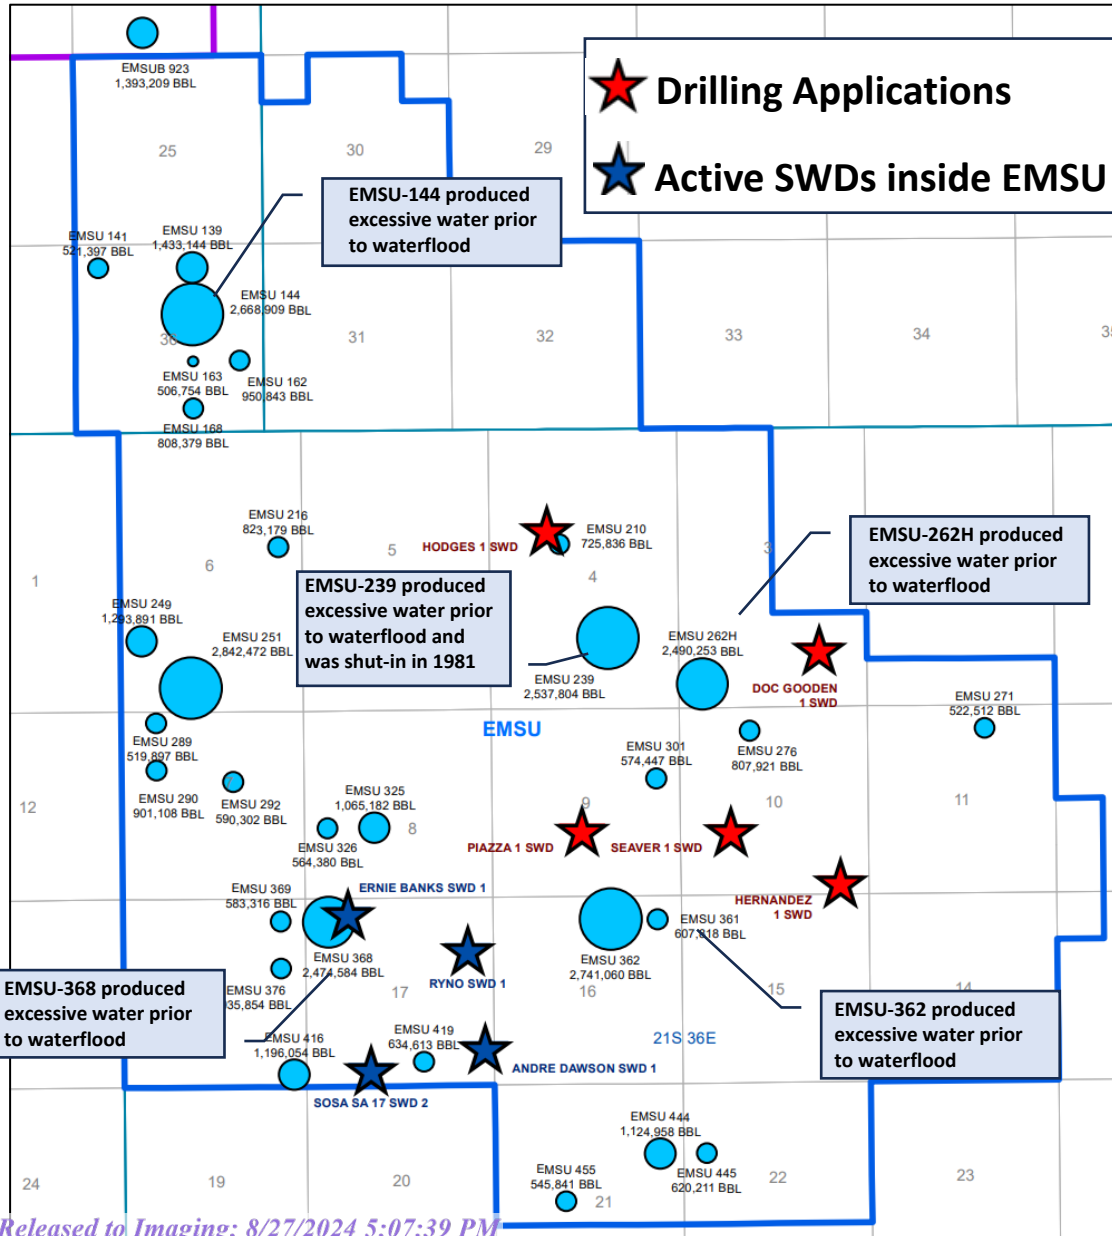 EMSUB 923
1,393,209 BBL
Drilling Applications
Active SWDs inside EMSU
25
30
29
EMSU-144 produced
excessive water prior
to waterflood
EMSU 141
521,397 BBL
EMSU 139
1,433,144 BBL
EMSU 144
2,668,909 BBL
36
31
32
33
34
35
EMSU 163
506,754 BBL
EMSU 162
950,843 BBL
EMSU 168
808,379 BBL
EMSU 216
823,179 BBL
HODGES 1 SWD
EMSU 210
725,836 BBL
EMSU-262H produced
excessive water prior
to waterflood
1
6
5
4
3
EMSU-239 produced
excessive water prior
to waterflood and
was shut-in in 1981
EMSU 249
1,293,891 BBL
EMSU 251
2,842,472 BBL
EMSU 262H
2,490,253 BBL
EMSU 239
2,537,804 BBL
DOC GOODEN
1 SWD
EMSU 271
522,512 BBL
EMSU
EMSU 289
519,897 BBL
EMSU 301
574,447 BBL
EMSU 276
807,921 BBL
EMSU 290
901,108 BBL
EMSU 292
590,302 BBL
EMSU 325
1,065,182 BBL
12
8
9
10
11
EMSU 326
564,380 BBL
PIAZZA 1 SWD
SEAVER 1 SWD
HERNANDEZ
1 SWD
EMSU 369
583,316 BBL
ERNIE BANKS SWD 1
EMSU 361
607,818 BBL
EMSU 368
2,474,584 BBL
RYNO SWD 1
EMSU 362
2,741,060 BBL
EMSU-368 produced
excessive water prior
to waterflood
EMSU 376
935,854 BBL
17
16
15
14
EMSU-362 produced
excessive water prior
to waterflood
EMSU 416
1,196,054 BBL
EMSU 419
634,613 BBL
21S 36E
ANDRE DAWSON SWD 1
SOSA SA 17 SWD 2
EMSU 444
1,124,958 BBL
EMSU 445
620,211 BBL
EMSU 455
545,841 BBL
24
19
20
21
22
23
Released to Imaging: 8/27/2024 5:07:39 PM